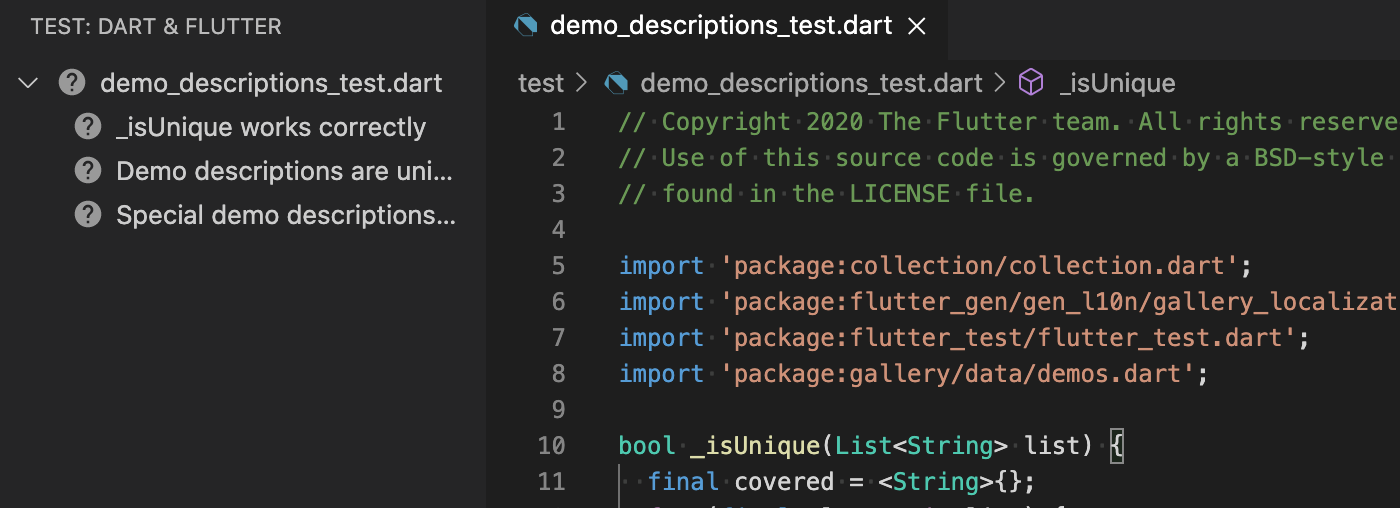 TEST: DART & FLUTTER
demo_descriptions_test.dart
_isUnique works correctly
Demo descriptions are uni...
Special demo descriptions...
demo_descriptions_test.dart
test > demo_descriptions_test.dart > _isUnique
1 // Copyright 2020 The Flutter team. All rights reserve
2 // Use of this source code is governed by a BSD-style
3 // found in the LICENSE file.
4
5 import 'package:collection/collection.dart';
6 import 'package:flutter_gen/gen_l10n/gallery_localizat
7 import 'package:flutter_test/flutter_test.dart';
8 import 'package:gallery/data/demos.dart';
9
10 bool _isUnique(List<String> list) {
11 final covered = <String>{};